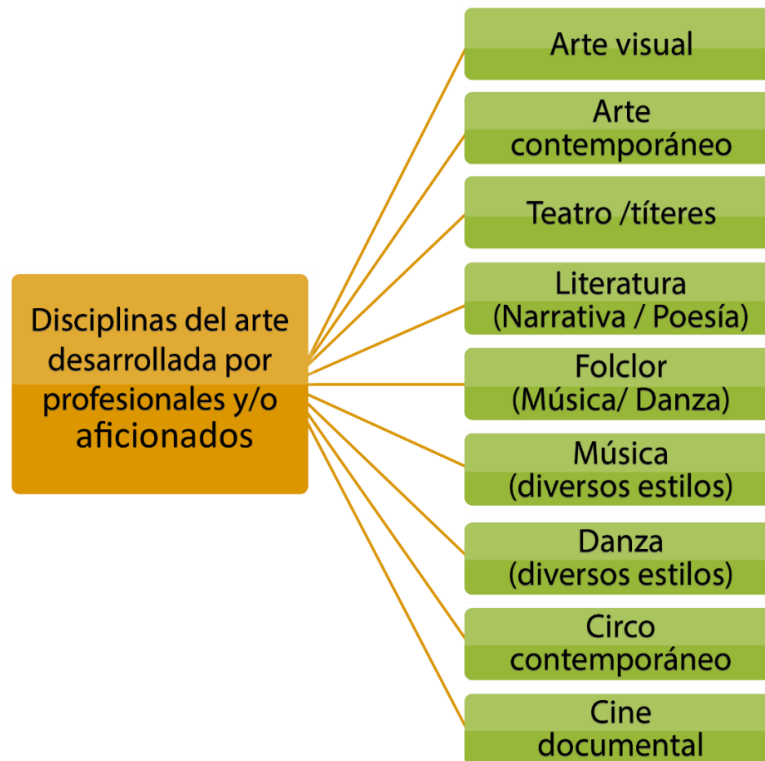 Disciplinas del arte
desarrollada por
profesionales y/o
aficionados
Arte visual
Arte
contemporáneo
Teatro /títeres
Literatura
(Narrativa / Poesía)
Folclor
(Música/ Danza)
Música
(diversos estilos)
Danza
(diversos estilos)
Circo
contemporáneo
Cine
documental